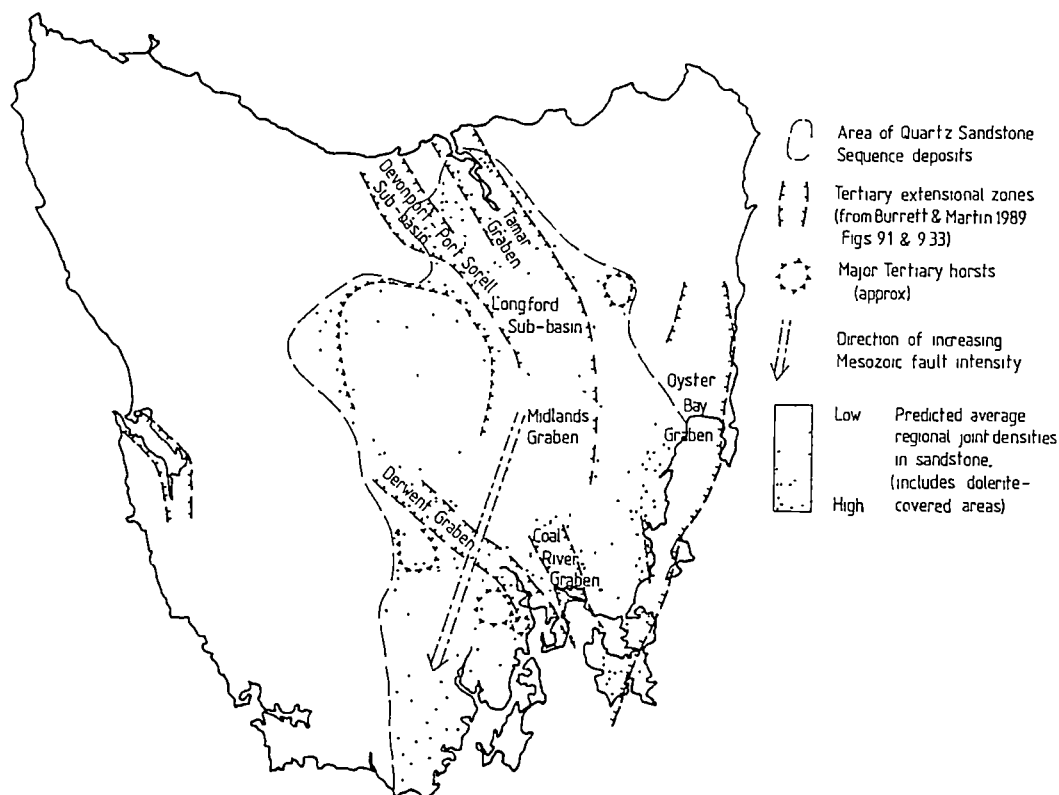 Devonport-Port Sorell
Sub-basin
Tamar
Graben
Longford
Sub-basin
Midlands
Graben
Oyster
Bay
Graben
Derwent Graben
Coal
River
Graben
Area of Quartz Sandstone
Sequence deposits
Tertiary extensional zones
(from Burrett & Martin 1989
Figs 9 1 & 9 33)
Major Tertiary horsts
(approx)
Direction of increasing
Mesozoic fault intensity
Low
High
Predicted average
regional joint densities
in sandstone.
(includes dolerite-
covered areas)